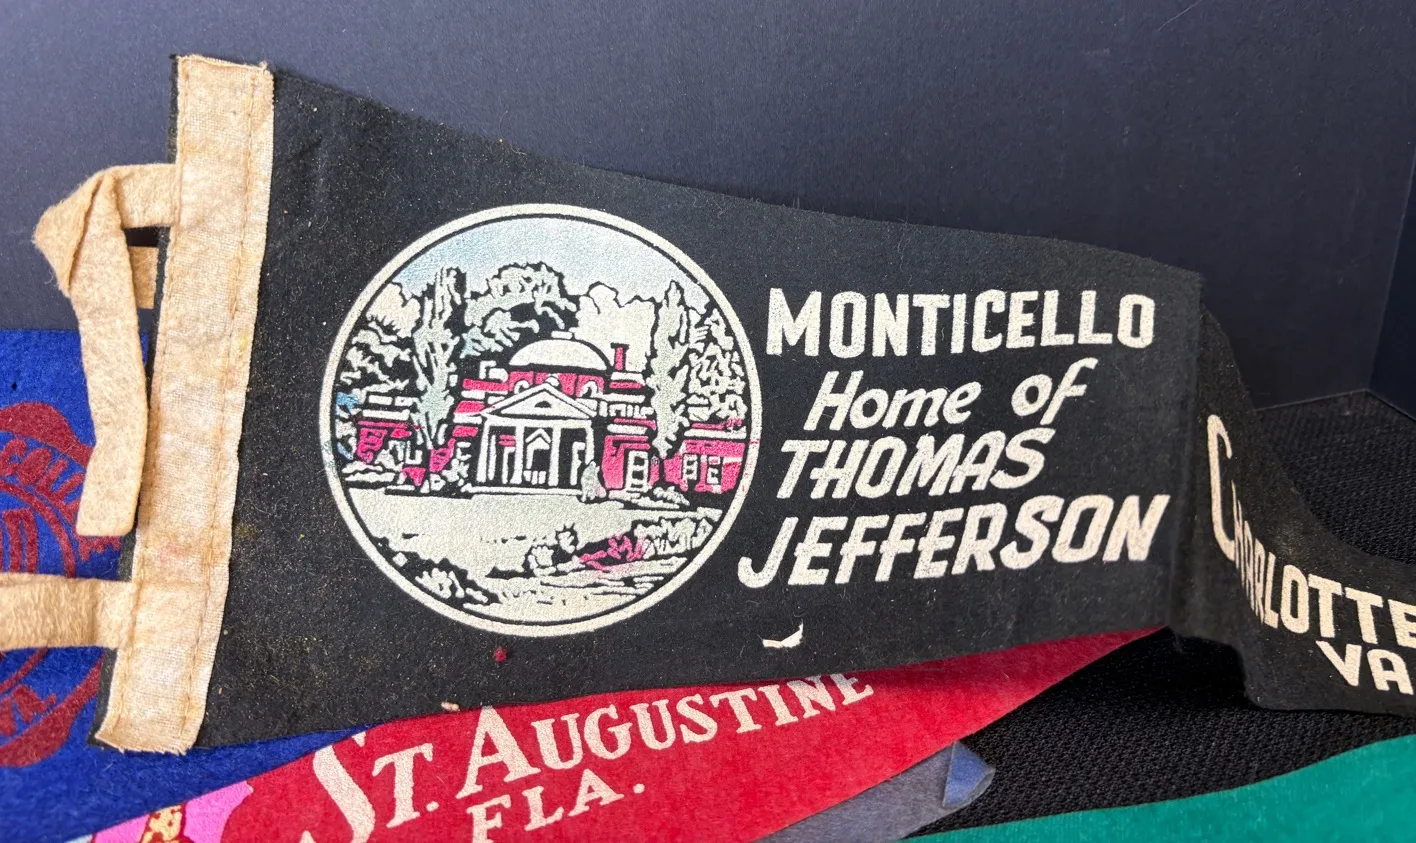 MONTICELLO
Home of
THOMAS
JEFFERSON
CHARLOTTE
VA
ST. AUGUSTINE
FLA.